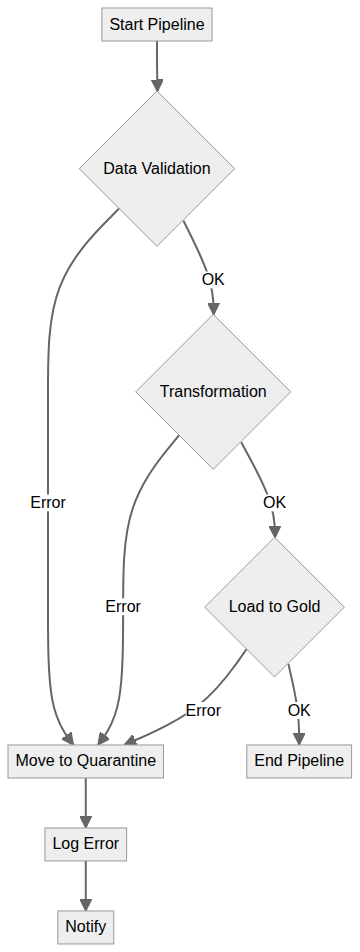 Start Pipeline
Data Validation
OK
Transformation
Error
OK
Error
Load to Gold
Error
OK
Move to Quarantine
End Pipeline
Log Error
Notify